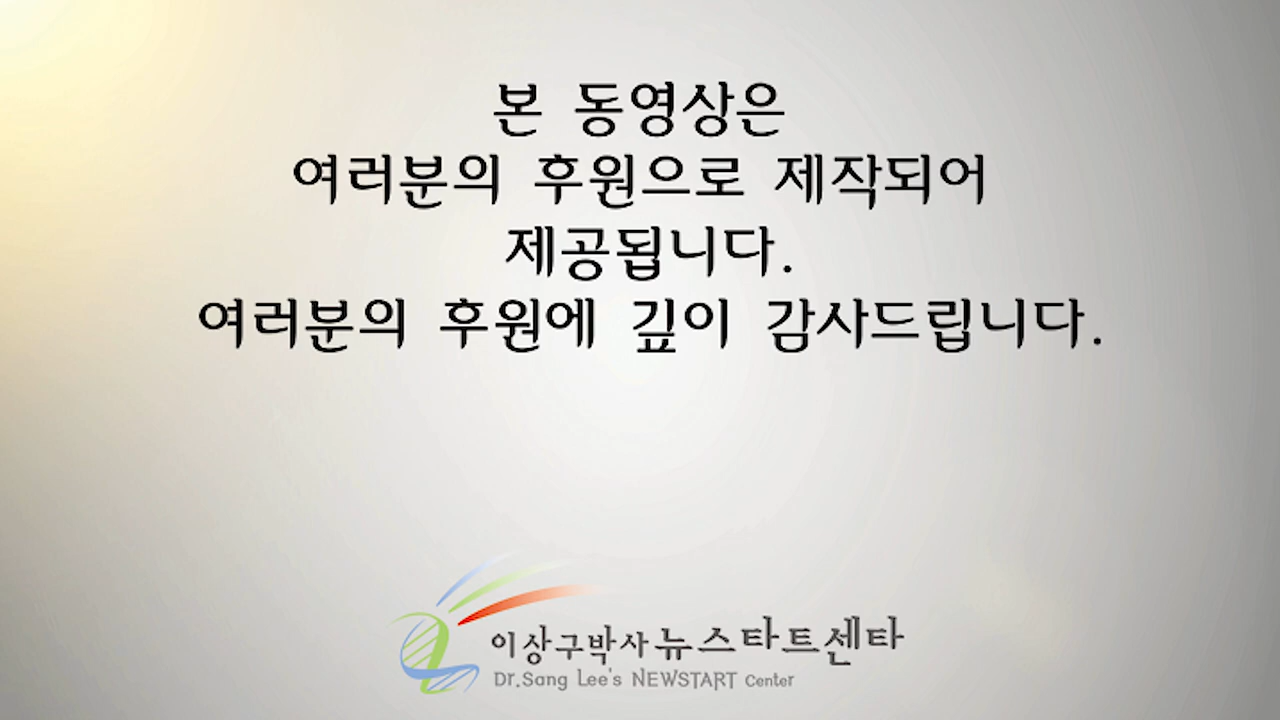 본 동영상은
여러분의 후원으로 제작되어
제공됩니다.
여러분의 후원에 깊이 감사드립니다.
이상구박사 뉴스타트센타
Dr.Sang Lee's NEWSTART Center